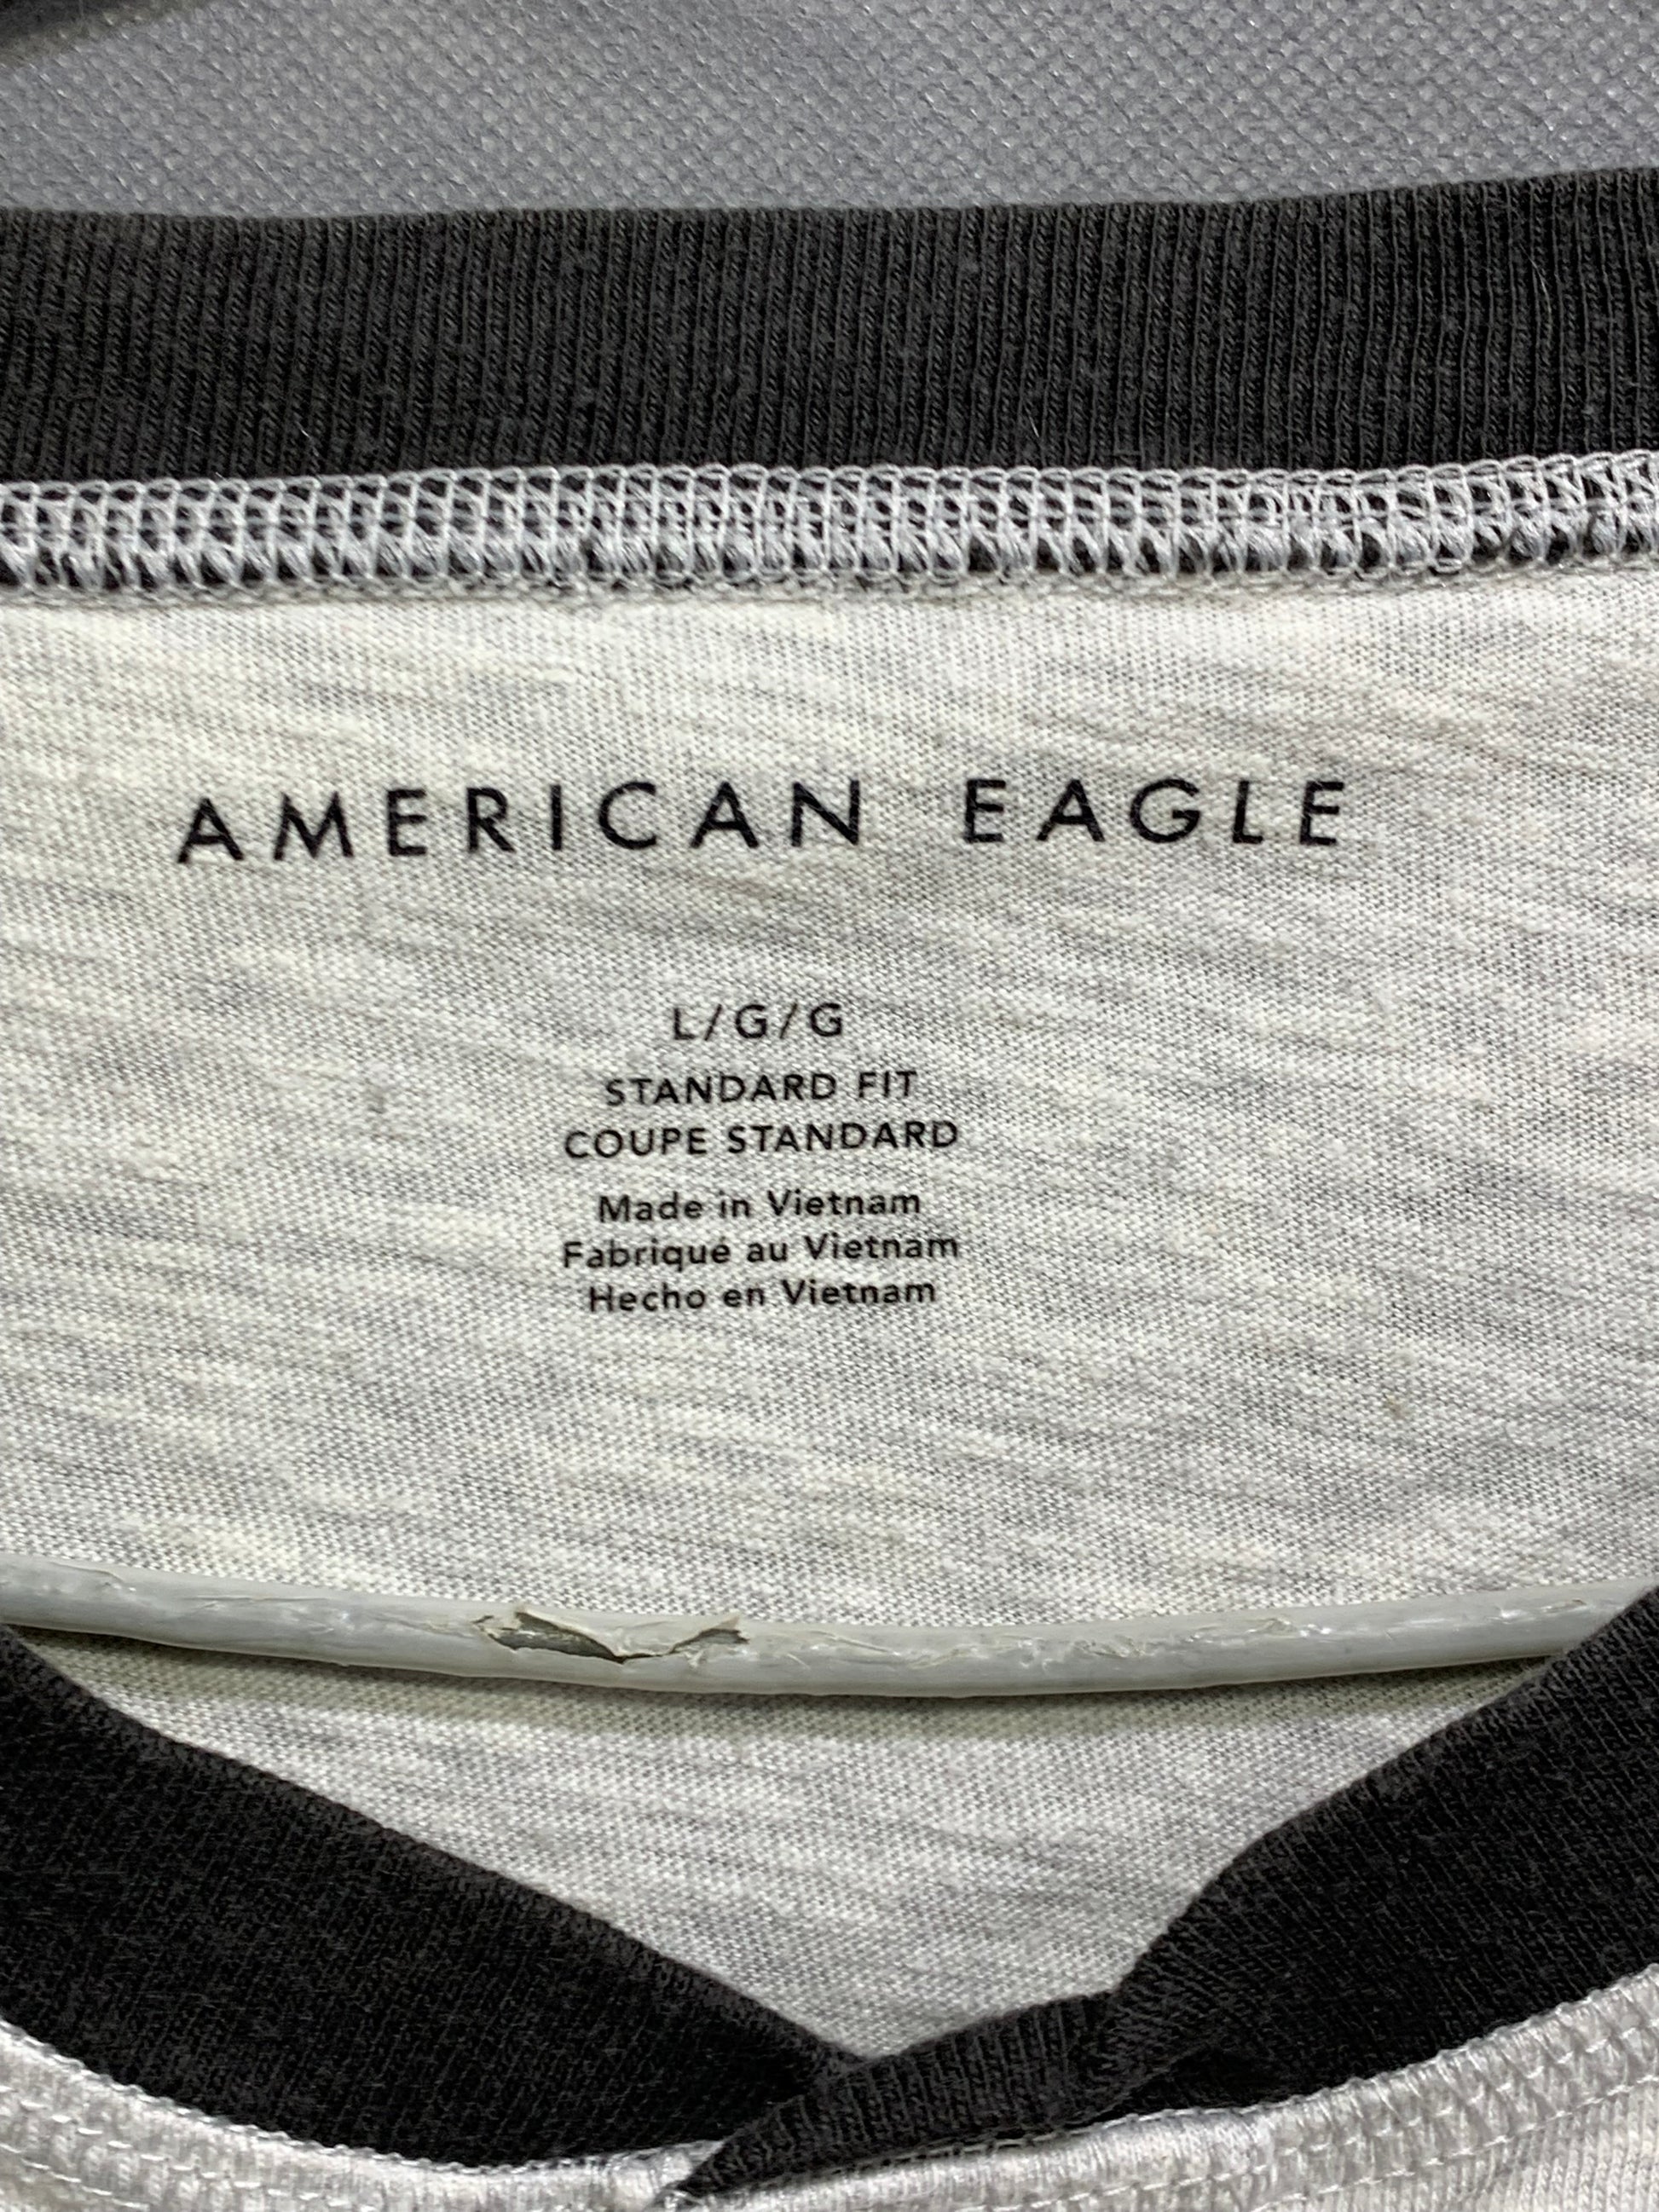 AMERICAN EAGLE
L/G/G
STANDARD FIT
COUPE STANDARD
Made in Vietnam
Fabriqué au Vietnam
Hecho en Vietnam